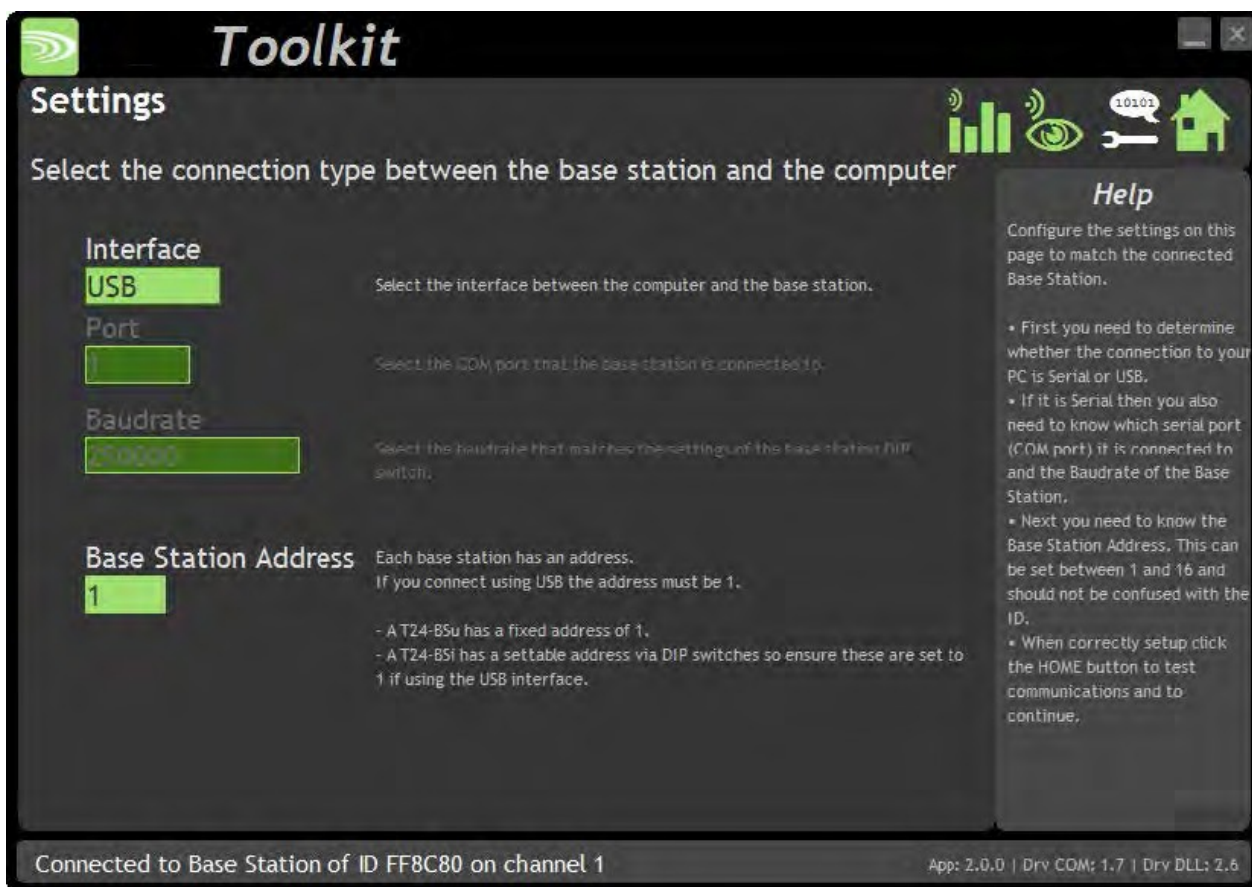 Toolkit
Settings
10101
Select the connection type between the base station and the computer
Interface
USB
Select the interface between the computer and the base station.
Port
1
Select the COM port that the base station is connected to.
Baudrate
250000
Select the baudrate that matches the settings of the base station DIP
switch.
Base Station Address
1
Each base station has an address.
If you connect using USB the address must be 1.
- A T24-BSu has a fixed address of 1.
- A T24-BSi has a settable address via DIP switches so ensure these are set to
1 if using the USB interface.
Help
Configure the settings on this
page to match the connected
Base Station.
• First you need to determine
whether the connection to your
PC is Serial or USB.
• If it is Serial then you also
need to know which serial port
(COM port) it is connected to
and the Baudrate of the Base
Station.
• Next you need to know the
Base Station Address. This can
be set between 1 and 16 and
should not be confused with the
ID.
• When correctly setup click
the HOME button to test
communications and to
continue.
Connected to Base Station of ID FF8C80 on channel 1
App: 2.0.0 | Drv COM: 1.7 | Drv DLL: 2.6